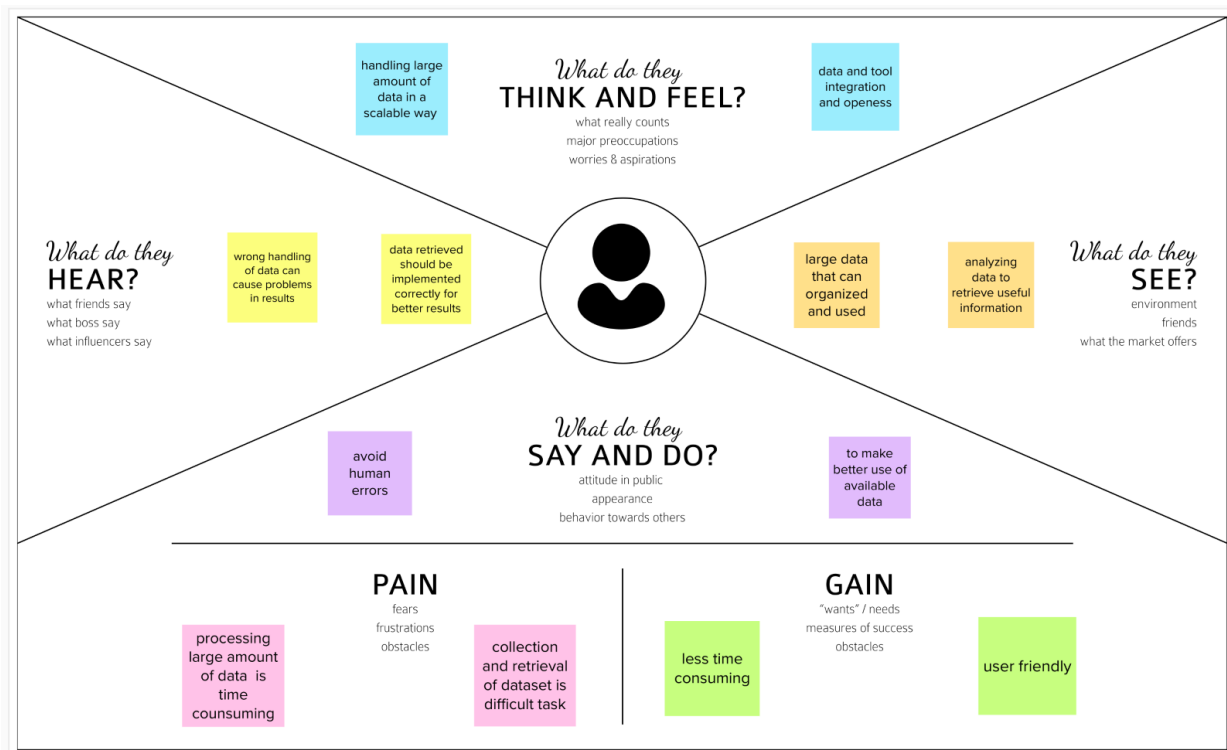 handling large
amount of
data in a
scalable way
What do they
THINK AND FEEL?
what really counts
major preoccupations
worries & aspirations
data and tool
integration
and openess
What do they
HEAR?
what friends say
what boss say
what influencers say
wrong handling
of data can
cause problems
in results
data retrieved
should be
implemented
correctly for
better results
large data
that can
organized
and used
analyzing
data to
retrieve useful
information
What do they
SEE?
environment
friends
what the market offers
avoid
human
errors
What do they
SAY AND DO?
attitude in public
appearance
behavior towards others
to make
better use of
available
data
PAIN
fears
frustrations
obstacles
processing
large amount
of data is
time
counsuming
collection
and retrieval
of dataset is
difficult task
GAIN
“wants” / needs
measures of success
obstacles
less time
consuming
user friendly